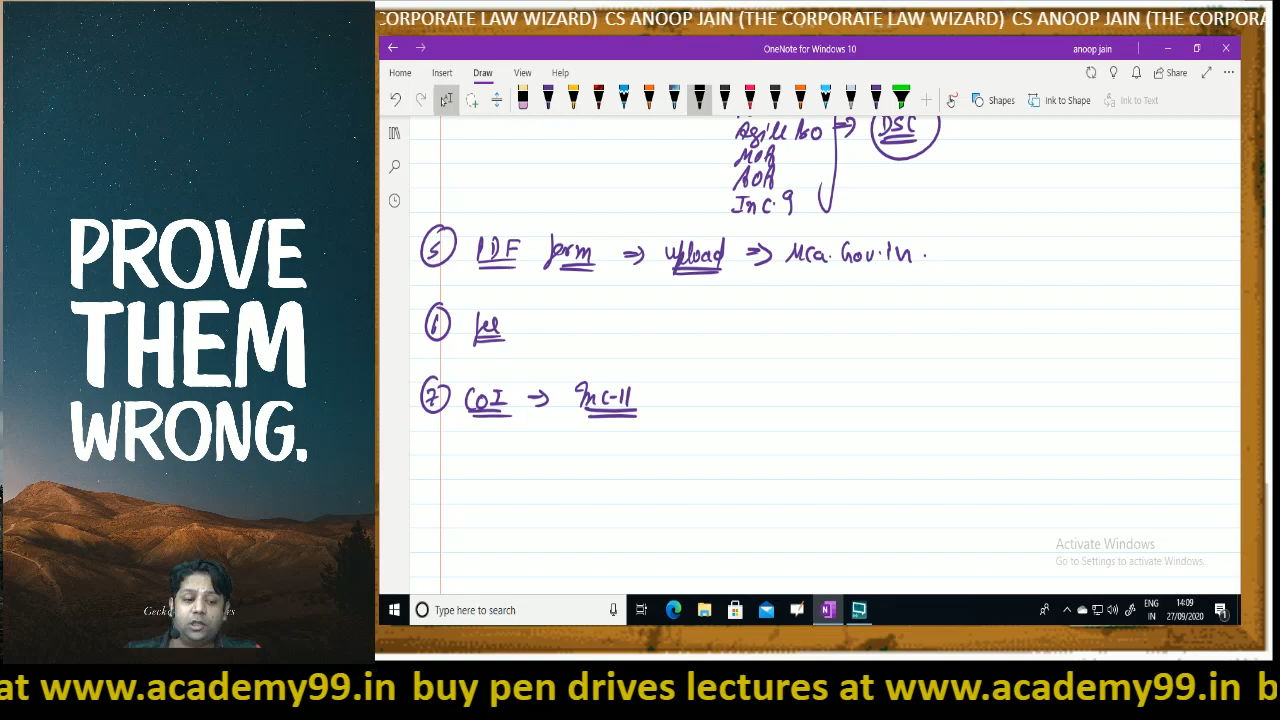 CORPORATE LAW WIZARD) CS ANOOP JAIN (THE CORPORATE LAW WIZARD) CS ANOOP JAIN (THE CORPORA
OneNote for Windows 10
anoop jain
Home Insert Draw View Help
Share
Shapes Ink to Shape Ink to Text
Agile Pro ⇒ DSC
MOA
AOA
Inc. 9
PROVE
THEM
WRONG.
5 PDF form ⇒ upload ⇒ Mca. Gov. in.
6 fee
7 COI → Inc-11
Activate Windows
Go to Settings to activate Windows.
Type here to search
ENG
IN
14:09
27/09/2020
at www.academy99.in buy pen drives lectures at www.academy99.in b